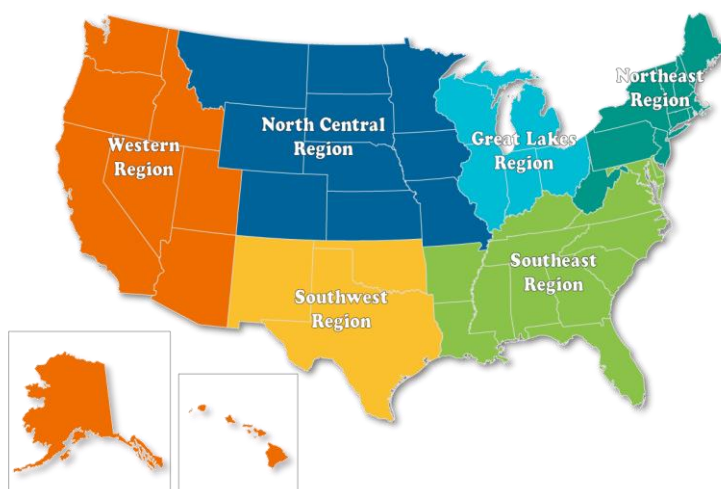 Northeast
Region
North Central
Region
Great Lakes
Region
Western
Region
Southeast
Region
Southwest
Region